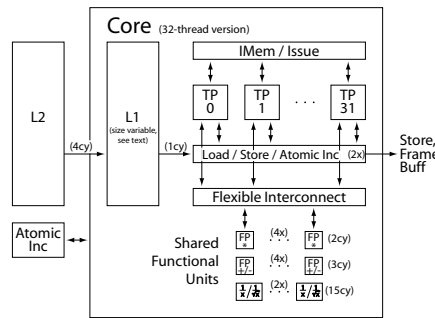 Core (32-thread version)
IMem / Issue
L2
L1
(size variable,
see text)
TP
0
TP
1
. . .
TP
31
(4cy)
(1cy)
Load / Store / Atomic Inc (2x)
Store,
Frame
Buff
Flexible Interconnect
Atomic
Inc
Shared
Functional
Units
FP
*
(4x)
. . .
FP
*
(2cy)
FP
+/-
(4x)
. . .
FP
+/-
(3cy)
1/x / 1/√x
(2x)
. . .
1/x / 1/√x
(15cy)